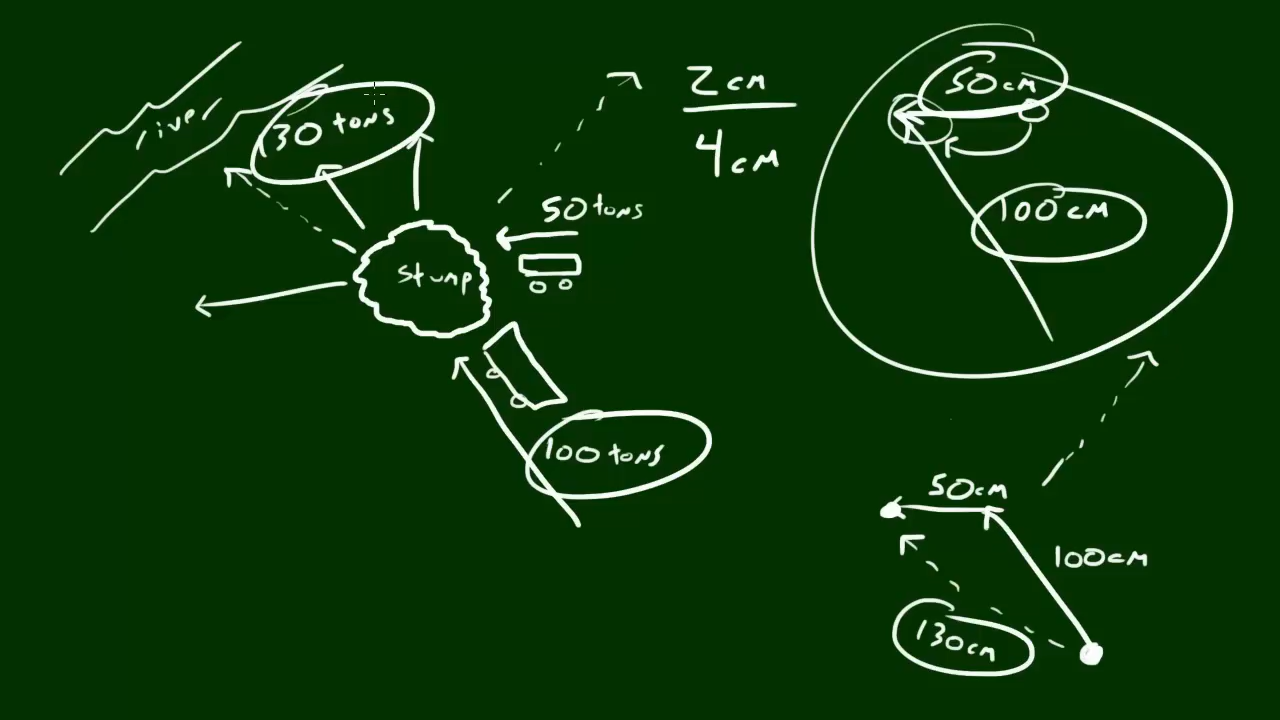 river
130 tons
stump
50 tons
100 tons
2cm
4cm
50cm
100cm
50cm
100cm
130cm